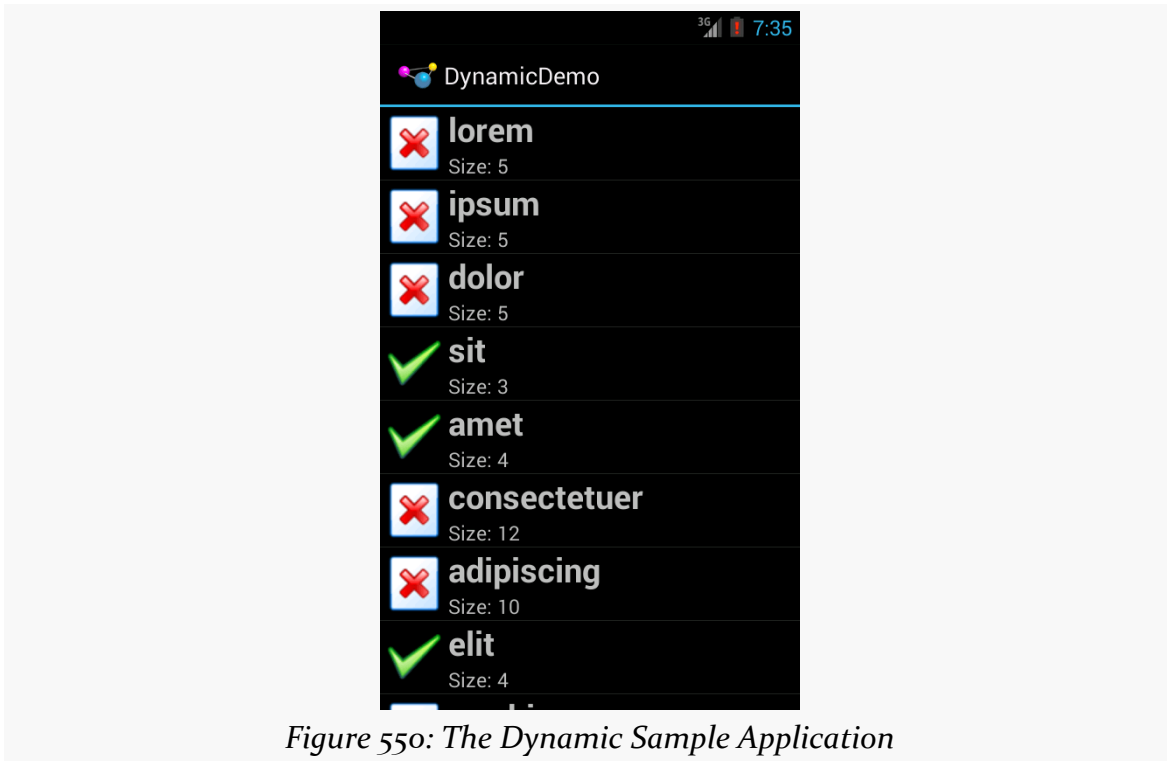 3G 7:35
DynamicDemo
lorem
Size: 5
ipsum
Size: 5
dolor
Size: 5
sit
Size: 3
amet
Size: 4
consectetuer
Size: 12
adipiscing
Size: 10
elit
Size: 4
Figure 550: The Dynamic Sample Application